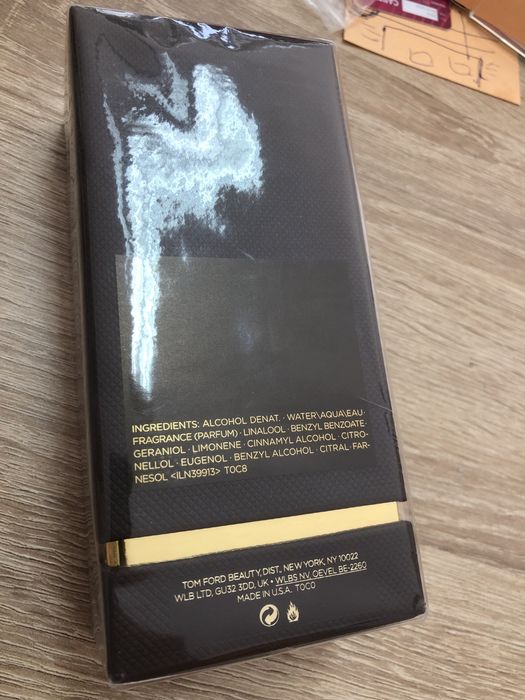 INGREDIENTS: ALCOHOL DENAT. · WATER\AQUA\EAU ·
FRAGRANCE (PARFUM) · LINALOOL · BENZYL BENZOATE ·
GERANIOL · LIMONENE · CINNAMYL ALCOHOL · CITRO-
NELLOL · EUGENOL · BENZYL ALCOHOL · CITRAL · FAR-
NESOL <ILN39913> TOC8
TOM FORD BEAUTY, DIST., NEW YORK, NY 10022
WLB LTD, GU32 3DD, UK • WLBS NV, OEVEL BE-2260
MADE IN U.S.A. TOC0